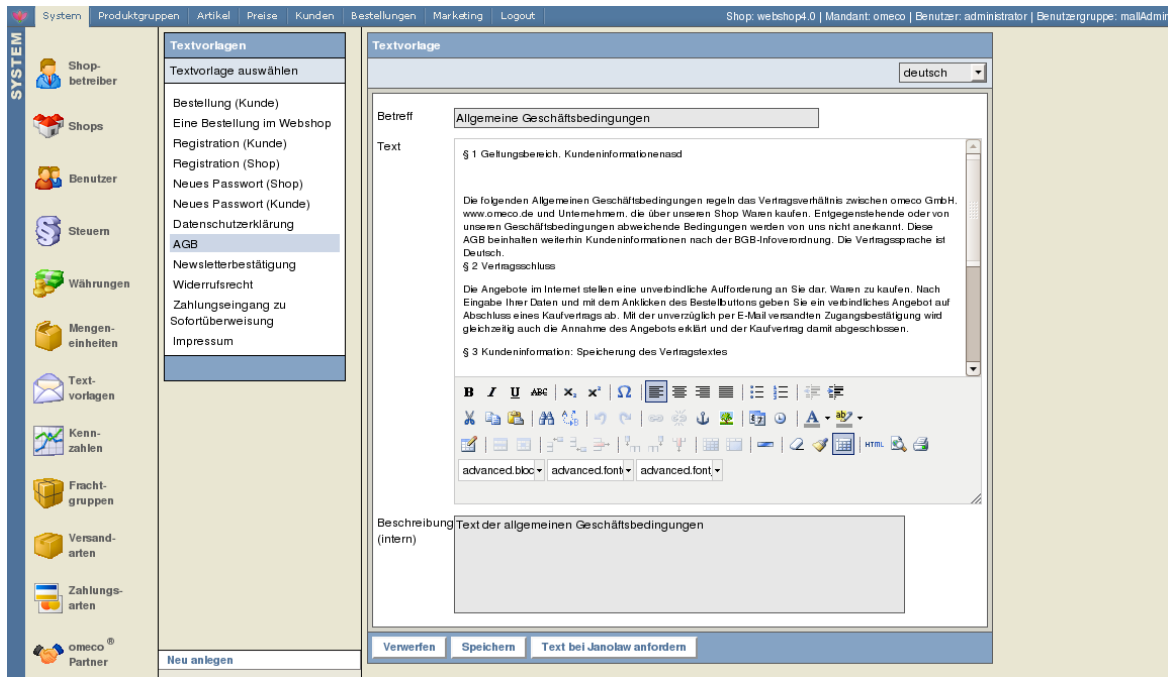 System Produktgruppen Artikel Preise Kunden Bestellungen Marketing Logout Shop: webshop4.0 | Mandant: omeco | Benutzer: administrator | Benutzergruppe: mallAdmin
SYSTEM
Shop-
betreiber
Shops
Benutzer
Steuern
Währungen
Mengen-
einheiten
Text-
vorlagen
Kenn-
zahlen
Fracht-
gruppen
Versand-
arten
Zahlungs-
arten
omeco ®
Partner
Textvorlagen
Textvorlage auswählen
Bestellung (Kunde)
Eine Bestellung im Webshop
Registration (Kunde)
Registration (Shop)
Neues Passwort (Shop)
Neues Passwort (Kunde)
Datenschutzerklärung
AGB
Newsletterbestätigung
Widerrufsrecht
Zahlungseingang zu
Sofortüberweisung
Impressum
Neu anlegen
Textvorlage
deutsch
Betreff Allgemeine Geschäftsbedingungen
Text
§ 1 Geltungsbereich. Kundeninformationenasd
Die folgenden Allgemeinen Geschäftsbedingungen regeln das Vertragsverhältnis zwischen omeco GmbH.
www.omeco.de und Unternehmern. die über unseren Shop Waren kaufen. Entgegenstehende oder von
unseren Geschäftsbedingungen abweichende Bedingungen werden von uns nicht anerkannt. Diese
AGB beinhalten weiterhin Kundeninformationen nach der BGB-Infoverordnung. Die Vertragssprache ist
Deutsch.
§ 2 Vertragsschluss
Die Angebote im Internet stellen eine unverbindliche Aufforderung an Sie dar. Waren zu kaufen. Nach
Eingabe Ihrer Daten und mit dem Anklicken des Bestellbuttons geben Sie ein verbindliches Angebot auf
Abschluss eines Kaufvertrags ab. Mit der unverzüglich per E-Mail versandten Zugangsbestätigung wird
gleichzeitig auch die Annahme des Angebots erklärt und der Kaufvertrag damit abgeschlossen.
§ 3 Kundeninformation: Speicherung des Vertragstextes
B I U ABC x₂ x² Ω
A ab
HTML
advanced.bloc advanced.font advanced.font
Beschreibung Text der allgemeinen Geschäftsbedingungen
(intern)
Verwerfen Speichern Text bei Janolaw anfordern